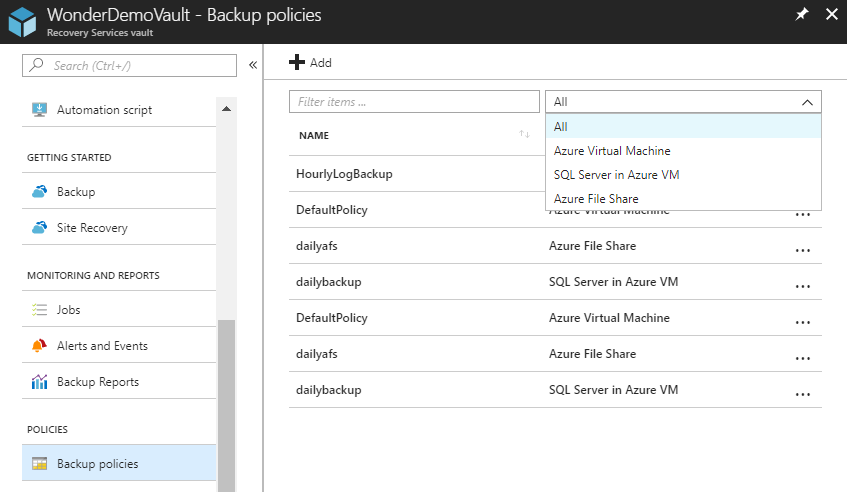 WonderDemoVault - Backup policies
Recovery Services vault
Search (Ctrl+/)
«
Automation script
GETTING STARTED
Backup
Site Recovery
MONITORING AND REPORTS
Jobs
Alerts and Events
Backup Reports
POLICIES
Backup policies
Add
Filter items ...
All
All
Azure Virtual Machine
SQL Server in Azure VM
Azure File Share
NAME
HourlyLogBackup
DefaultPolicy Azure Virtual Machine ...
dailyafs Azure File Share ...
dailybackup SQL Server in Azure VM ...
DefaultPolicy Azure Virtual Machine ...
dailyafs Azure File Share ...
dailybackup SQL Server in Azure VM ...